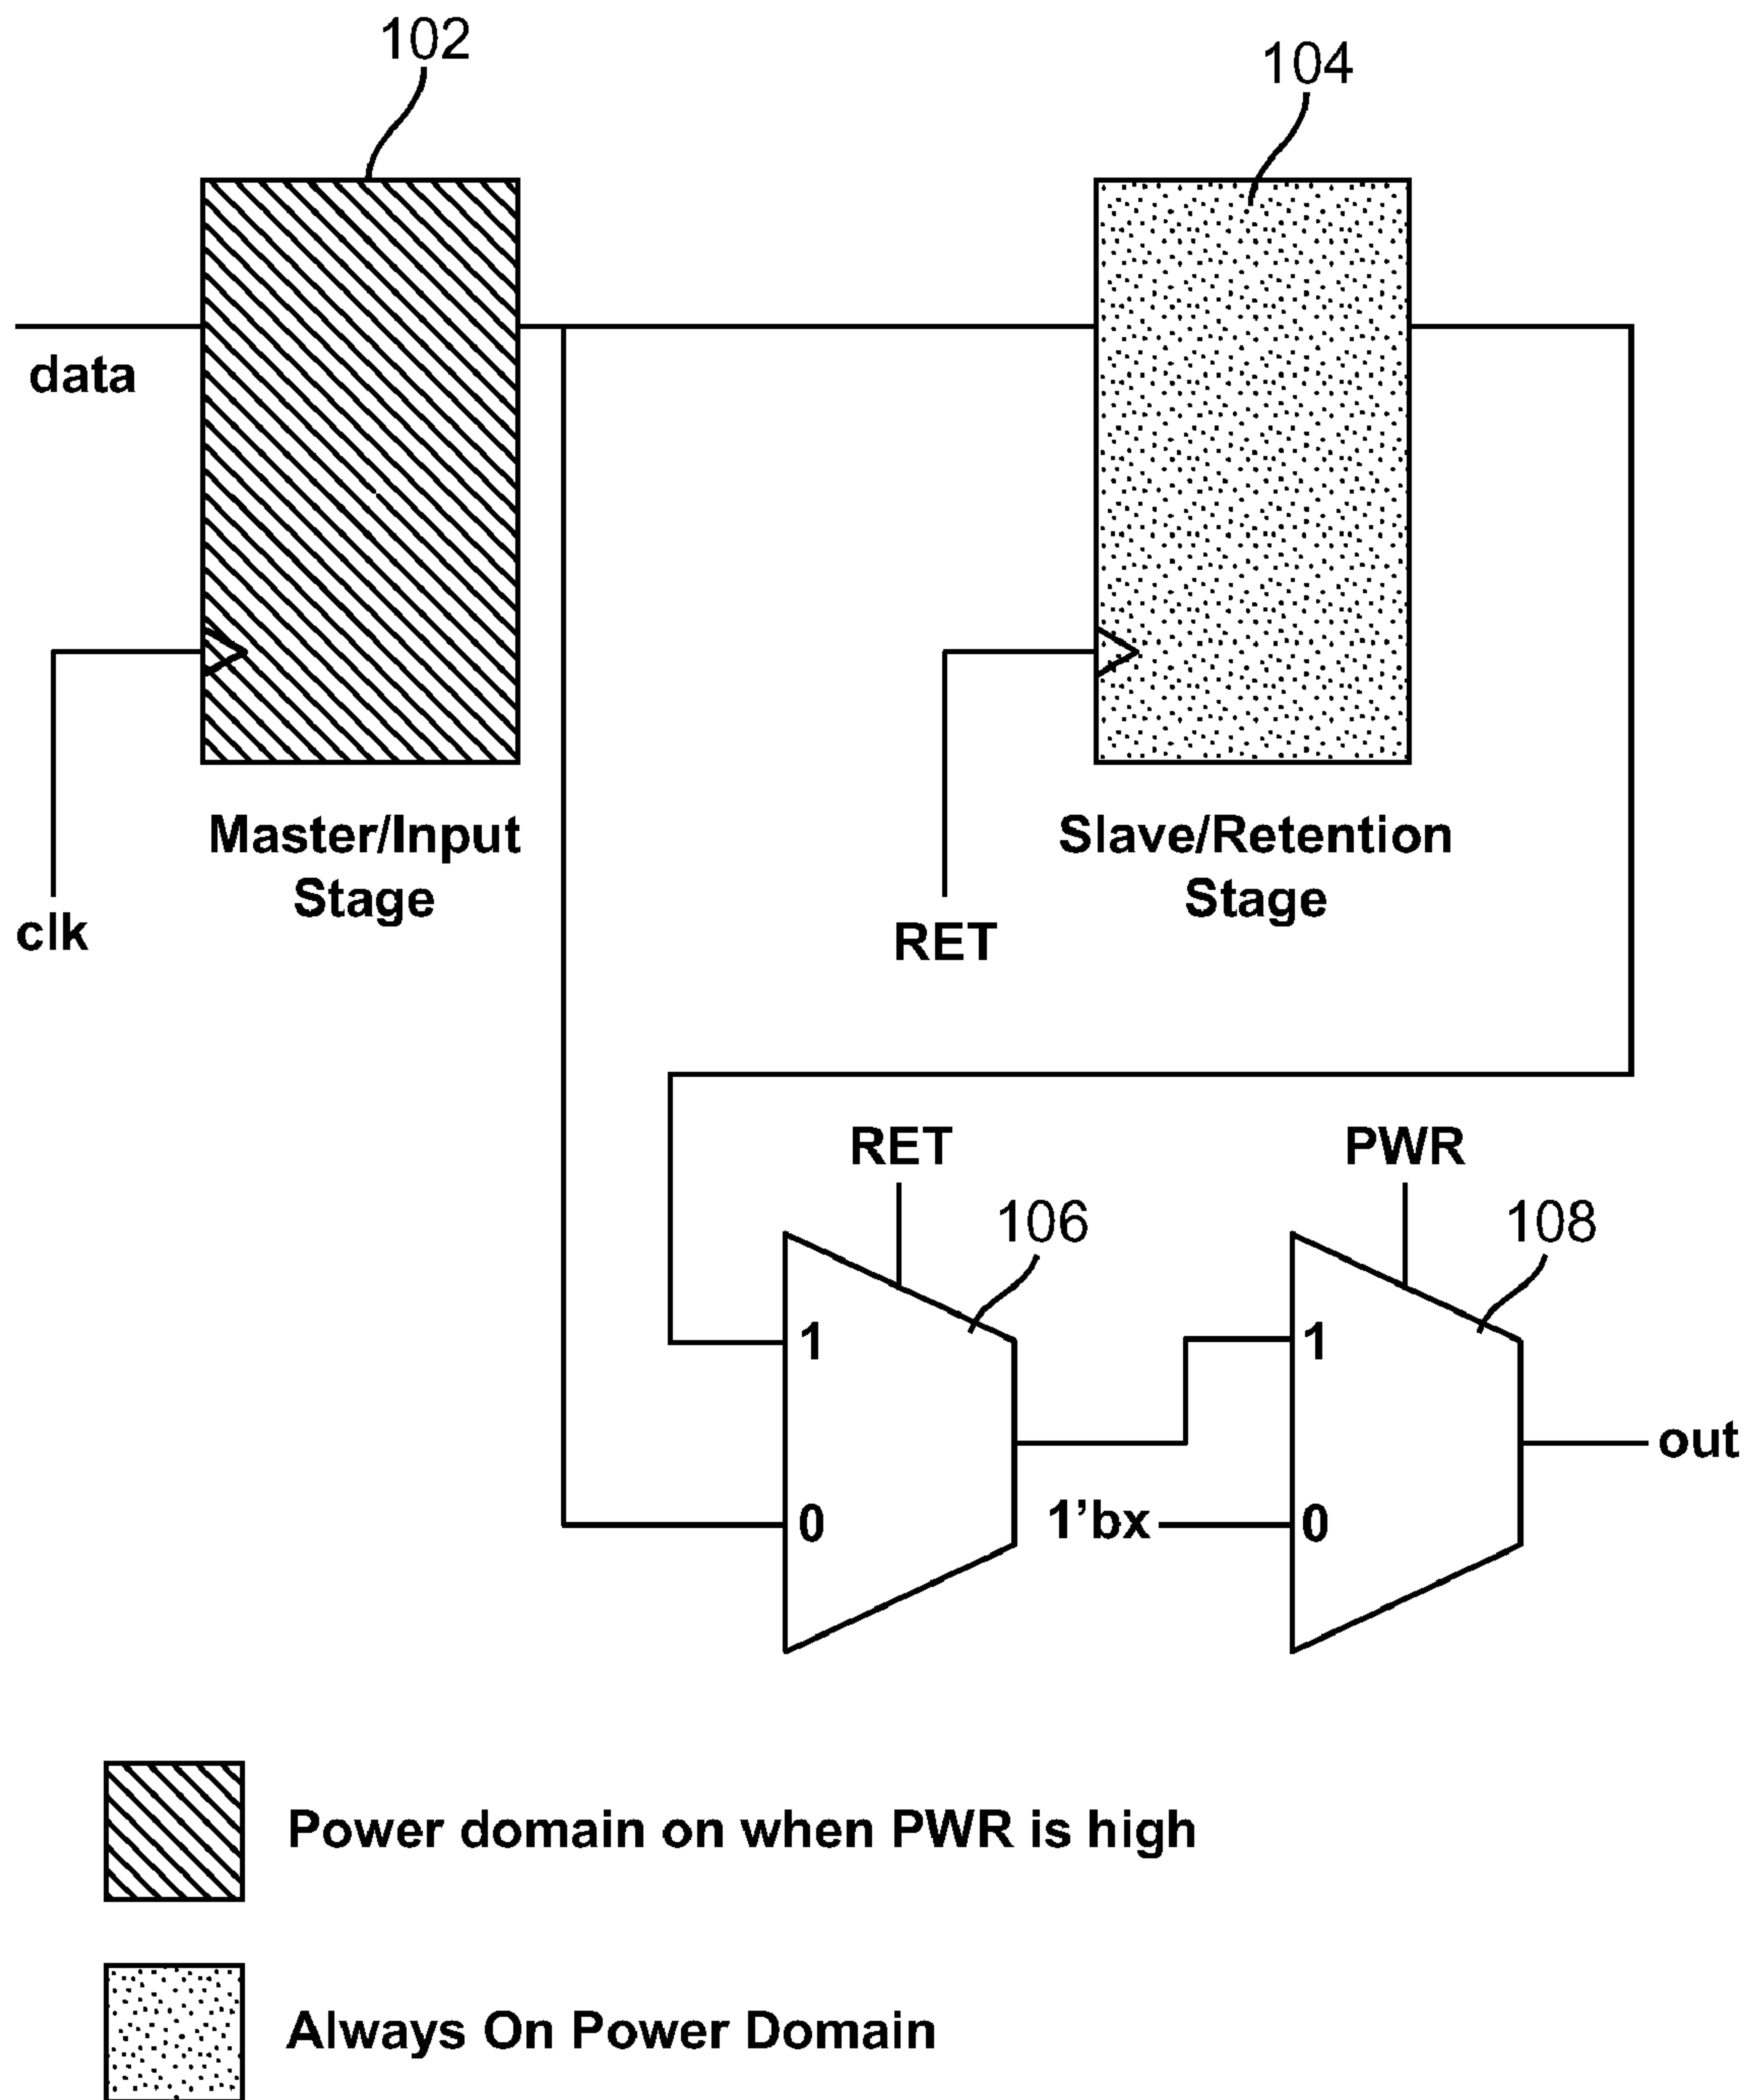 102
104
data
Master/Input
Stage
clk
Slave/Retention
Stage
RET
RET
PWR
106
108
1
1
out
1’bx
0
0
Power domain on when PWR is high
Always On Power Domain